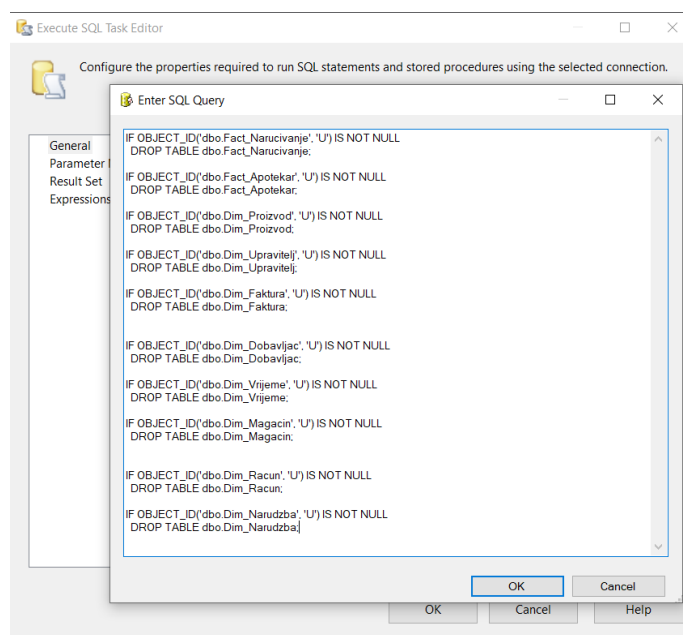 Execute SQL Task Editor
Configure the properties required to run SQL statements and stored procedures using the selected connection.
Enter SQL Query
General
Parameter
Result Set
Expressions
IF OBJECT_ID('dbo.Fact_Narucivanje', 'U') IS NOT NULL
DROP TABLE dbo.Fact_Narucivanje;
IF OBJECT_ID('dbo.Fact_Apotekar', 'U') IS NOT NULL
DROP TABLE dbo.Fact_Apotekar;
IF OBJECT_ID('dbo.Dim_Proizvod', 'U') IS NOT NULL
DROP TABLE dbo.Dim_Proizvod;
IF OBJECT_ID('dbo.Dim_Upravitelj', 'U') IS NOT NULL
DROP TABLE dbo.Dim_Upravitelj;
IF OBJECT_ID('dbo.Dim_Faktura', 'U') IS NOT NULL
DROP TABLE dbo.Dim_Faktura;
IF OBJECT_ID('dbo.Dim_Dobavljac', 'U') IS NOT NULL
DROP TABLE dbo.Dim_Dobavljac;
IF OBJECT_ID('dbo.Dim_Vrijeme', 'U') IS NOT NULL
DROP TABLE dbo.Dim_Vrijeme;
IF OBJECT_ID('dbo.Dim_Magacin', 'U') IS NOT NULL
DROP TABLE dbo.Dim_Magacin;
IF OBJECT_ID('dbo.Dim_Racun', 'U') IS NOT NULL
DROP TABLE dbo.Dim_Racun;
IF OBJECT_ID('dbo.Dim_Narudzba', 'U') IS NOT NULL
DROP TABLE dbo.Dim_Narudzba;
OK Cancel
OK Cancel Help